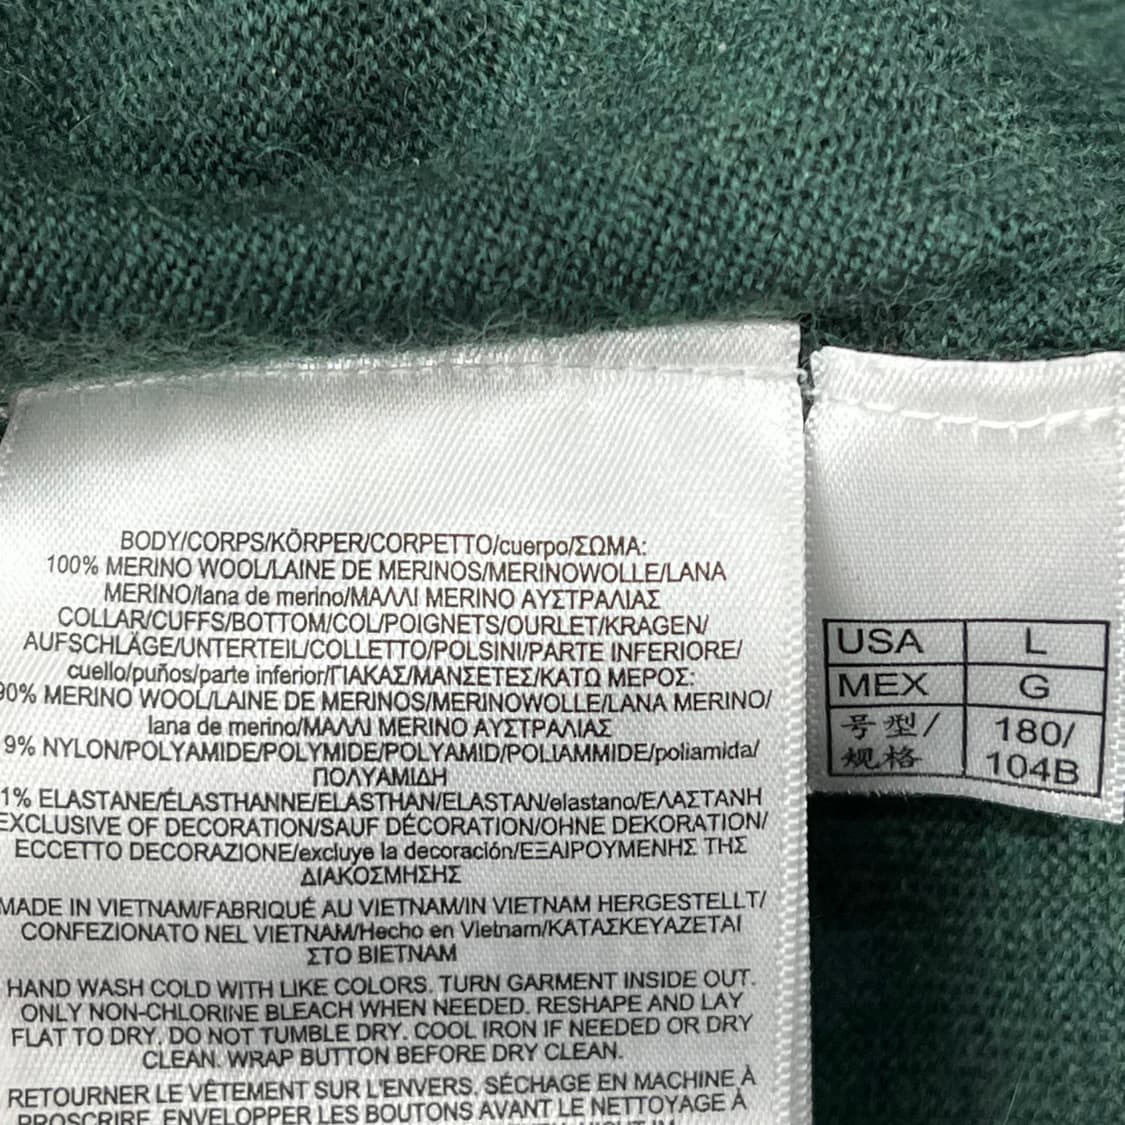 BODY/CORPS/KÖRPER/CORPETTO/cuerpo/ΣΩΜΑ:
100% MERINO WOOL/LAINE DE MERINOS/MERINOWOLLE/LANA
MERINO/lana de merino/ΜΑΛΛΙ MERINO ΑΥΣΤΡΑΛΙΑΣ
COLLAR/CUFFS/BOTTOM/COL/POIGNETS/OURLET/KRAGEN/
AUFSCHLÄGE/UNTERTEIL/COLLETTO/POLSINI/PARTE INFERIORE/
cuello/puños/parte inferior/ΓΙΑΚΑΣ/ΜΑΝΣΕΤΕΣ/ΚΑΤΩ ΜΕΡΟΣ:
90% MERINO WOOL/LAINE DE MERINOS/MERINOWOLLE/LANA MERINO/
lana de merino/ΜΑΛΛΙ MERINO ΑΥΣΤΡΑΛΙΑΣ
9% NYLON/POLYAMIDE/POLYMIDE/POLYAMID/POLIAMMIDE/poliamida/
ΠΟΛΥΑΜΙΔΗ
1% ELASTANE/ÉLASTHANNE/ELASTHAN/ELASTAN/elastano/ΕΛΑΣΤΑΝΗ
EXCLUSIVE OF DECORATION/SAUF DÉCORATION/OHNE DEKORATION/
ECCETTO DECORAZIONE/excluye la decoración/ΕΞΑΙΡΟΥΜΕΝΗΣ ΤΗΣ
ΔΙΑΚΟΣΜΗΣΗΣ
MADE IN VIETNAM/FABRIQUÉ AU VIETNAM/IN VIETNAM HERGESTELLT/
CONFEZIONATO NEL VIETNAM/Hecho en Vietnam/ΚΑΤΑΣΚΕΥΑΖΕΤΑΙ
ΣΤΟ ΒΙΕΤΝΑΜ
HAND WASH COLD WITH LIKE COLORS. TURN GARMENT INSIDE OUT.
ONLY NON-CHLORINE BLEACH WHEN NEEDED. RESHAPE AND LAY
FLAT TO DRY. DO NOT TUMBLE DRY. COOL IRON IF NEEDED OR DRY
CLEAN. WRAP BUTTON BEFORE DRY CLEAN.
RETOURNER LE VÊTEMENT SUR L'ENVERS. SÉCHAGE EN MACHINE À
PROSCRIRE. ENVELOPPER LES BOUTONS AVANT LE NETTOYAGE À
USA L
MEX G
号型/ 180/
规格 104B